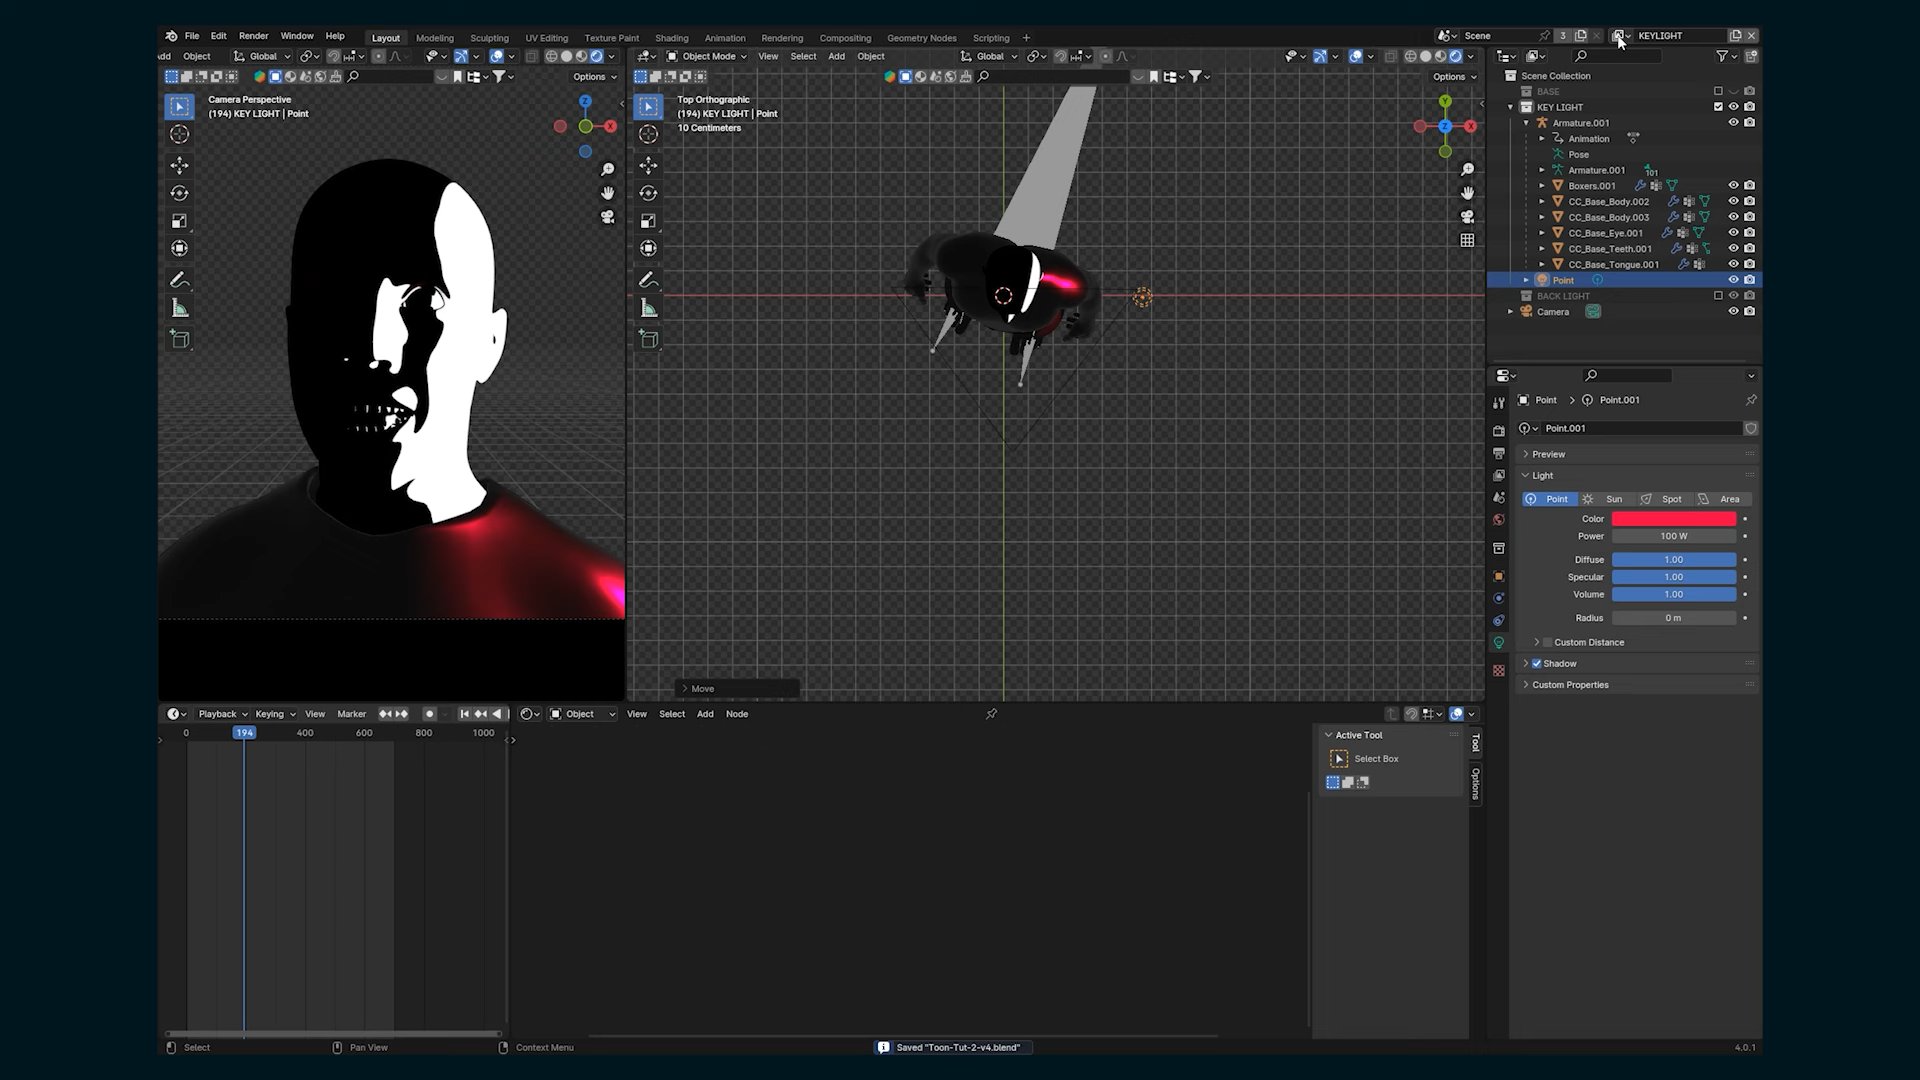 File Edit Render Window Help Layout Modeling Sculpting UV Editing Texture Paint Shading Animation Rendering Compositing Geometry Nodes Scripting + Scene 3 KEYLIGHT
dd Object Global Object Mode View Select Add Object Global
Options Options
Camera Perspective
(194) KEY LIGHT | Point
Top Orthographic
(194) KEY LIGHT | Point
10 Centimeters
Z
X
Y
Z
X
Scene Collection
BASE
KEY LIGHT
Armature.001
Animation
Pose
Armature.001 101
Boxers.001
CC_Base_Body.002
CC_Base_Body.003
CC_Base_Eye.001
CC_Base_Teeth.001
CC_Base_Tongue.001
Point
BACK LIGHT
Camera
Point > Point.001
Point.001
Preview
Light
Point Sun Spot Area
Color
Power 100 W
Diffuse 1.00
Specular 1.00
Volume 1.00
Radius 0 m
Custom Distance
Shadow
Custom Properties
Move
Playback Keying View Marker Object View Select Add Node
0 194 400 600 800 1000
Active Tool
Select Box
Tool
Options
Select Pan View Context Menu Saved "Toon-Tut-2-v4.blend" 4.0.1